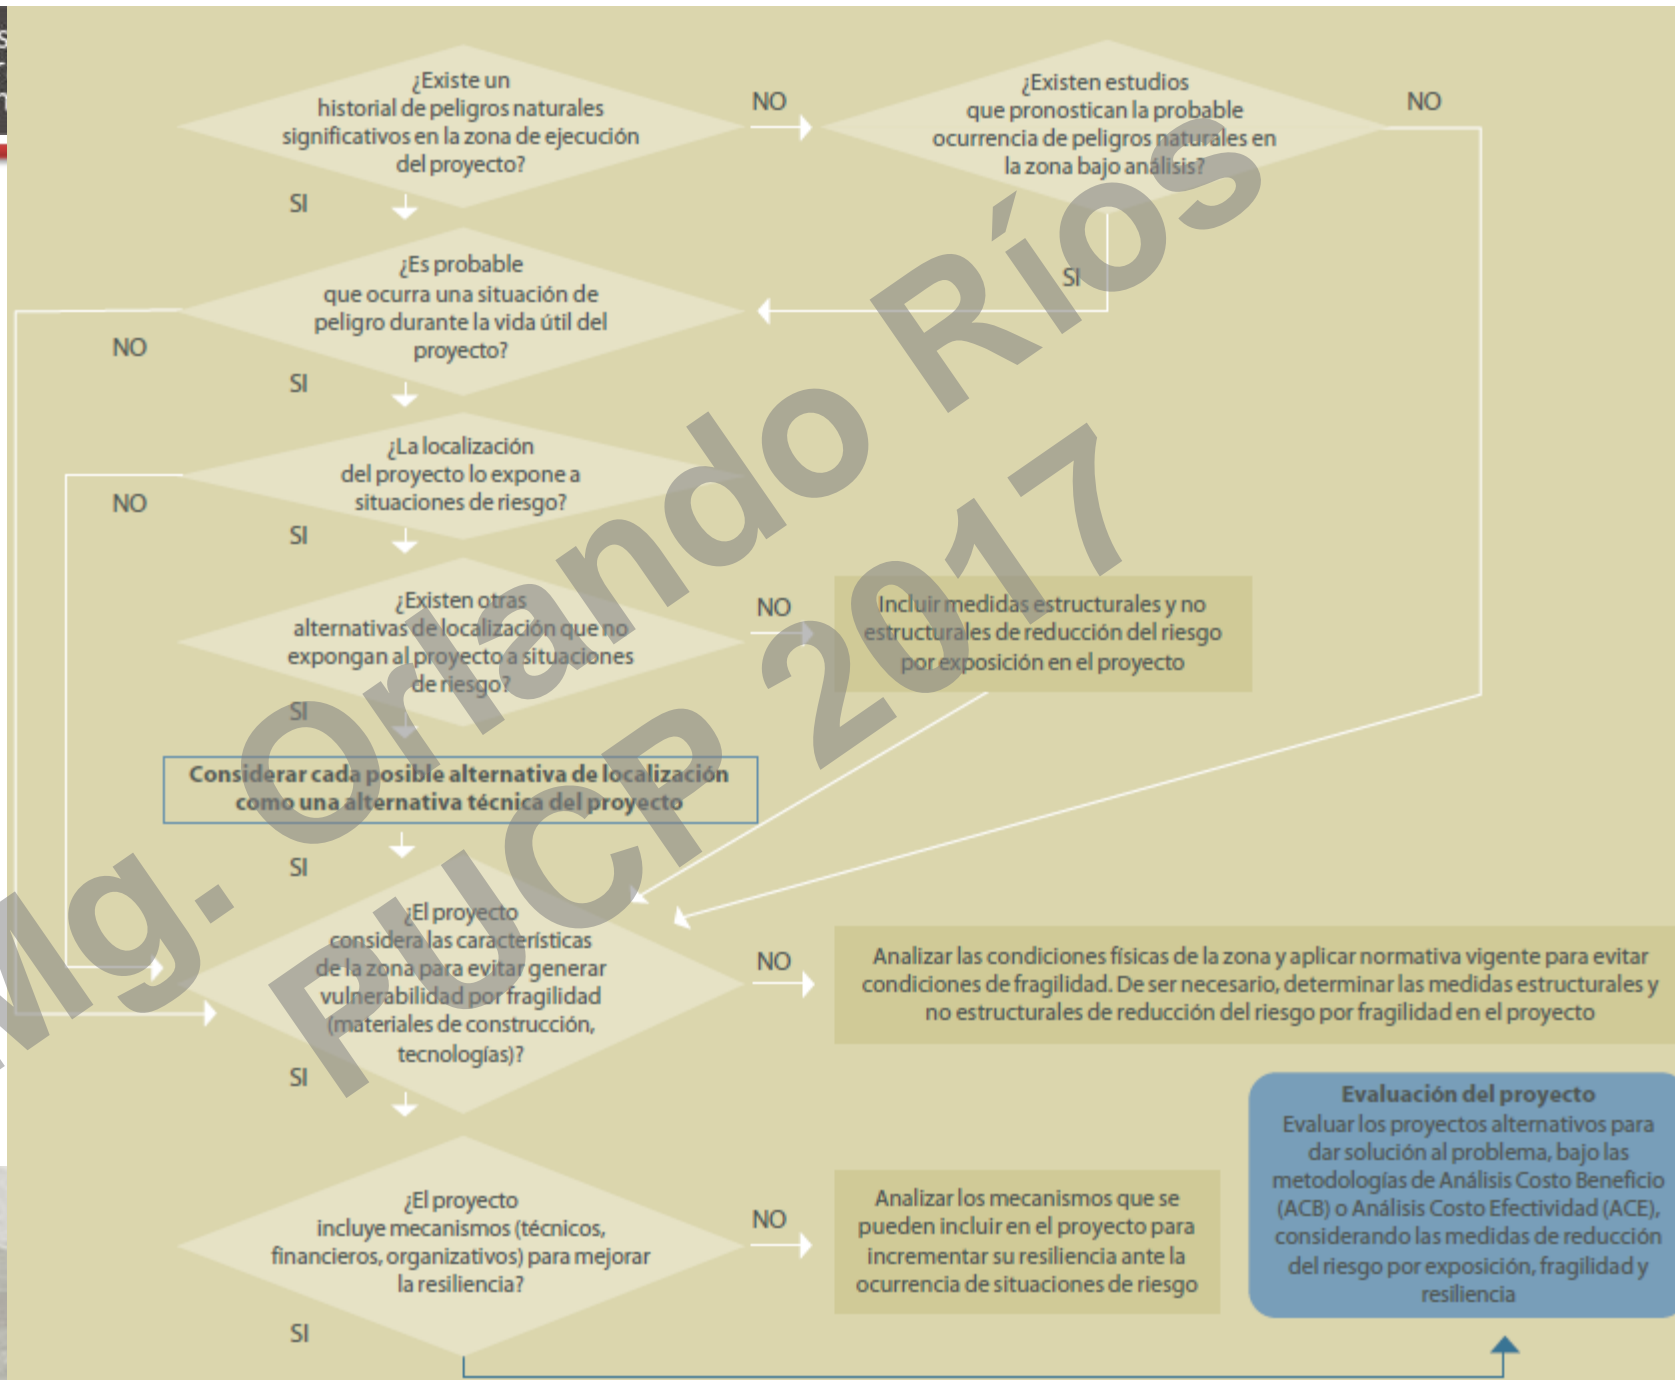 ¿Existe un
historial de peligros naturales
significativos en la zona de ejecución
del proyecto?
NO
¿Existen estudios
que pronostican la probable
ocurrencia de peligros naturales en
la zona bajo análisis?
NO
SI
¿Es probable
que ocurra una situación de
peligro durante la vida útil del
proyecto?
SI
NO
SI
¿La localización
del proyecto lo expone a
situaciones de riesgo?
NO
SI
¿Existen otras
alternativas de localización que no
expongan al proyecto a situaciones
de riesgo?
NO
Incluir medidas estructurales y no
estructurales de reducción del riesgo
por exposición en el proyecto
SI
Considerar cada posible alternativa de localización
como una alternativa técnica del proyecto
SI
¿El proyecto
considera las características
de la zona para evitar generar
vulnerabilidad por fragilidad
(materiales de construcción,
tecnologías)?
NO
Analizar las condiciones físicas de la zona y aplicar normativa vigente para evitar
condiciones de fragilidad. De ser necesario, determinar las medidas estructurales y
no estructurales de reducción del riesgo por fragilidad en el proyecto
SI
¿El proyecto
incluye mecanismos (técnicos,
financieros, organizativos) para mejorar
la resiliencia?
NO
Analizar los mecanismos que se
pueden incluir en el proyecto para
incrementar su resiliencia ante la
ocurrencia de situaciones de riesgo
Evaluación del proyecto
Evaluar los proyectos alternativos para
dar solución al problema, bajo las
metodologías de Análisis Costo Beneficio
(ACB) o Análisis Costo Efectividad (ACE),
considerando las medidas de reducción
del riesgo por exposición, fragilidad y
resiliencia
SI
Mg. Orlando Ríos
PUCP 2017